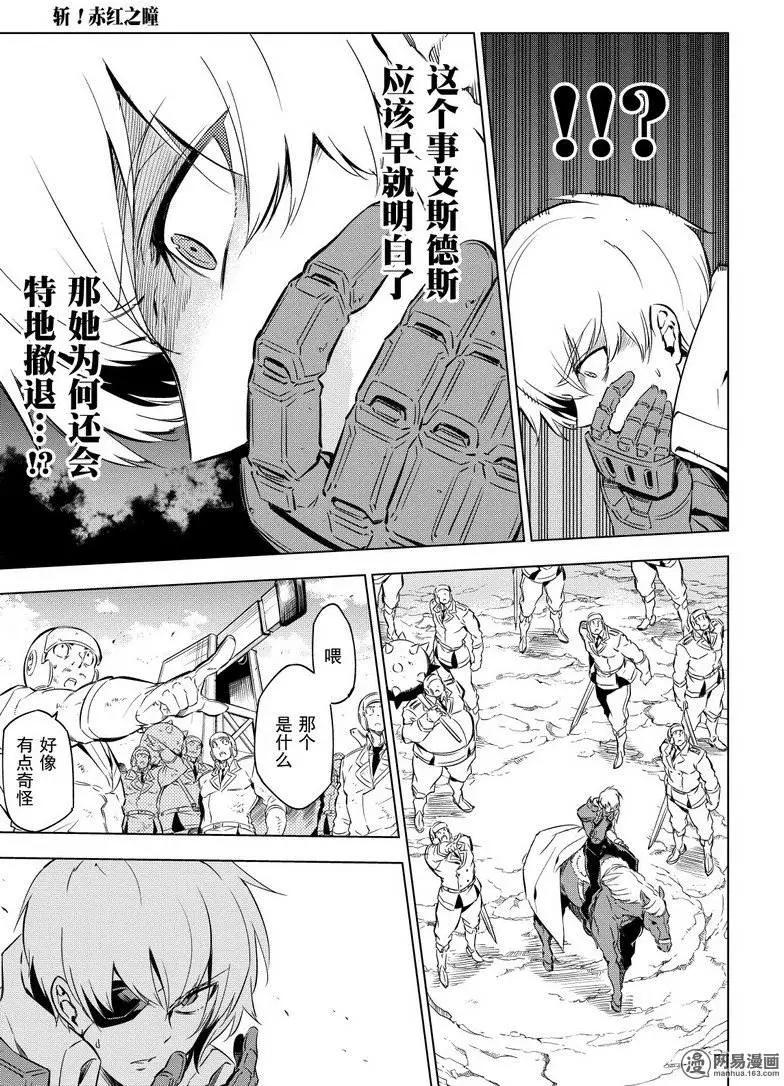 斩！赤红之瞳
!!?
这个事艾斯德斯
应该早就明白了
那她为何还会
特地撤退…!?
喂
那个
是什么
好像
有点奇怪
漫 网易漫画
manhua.163.com